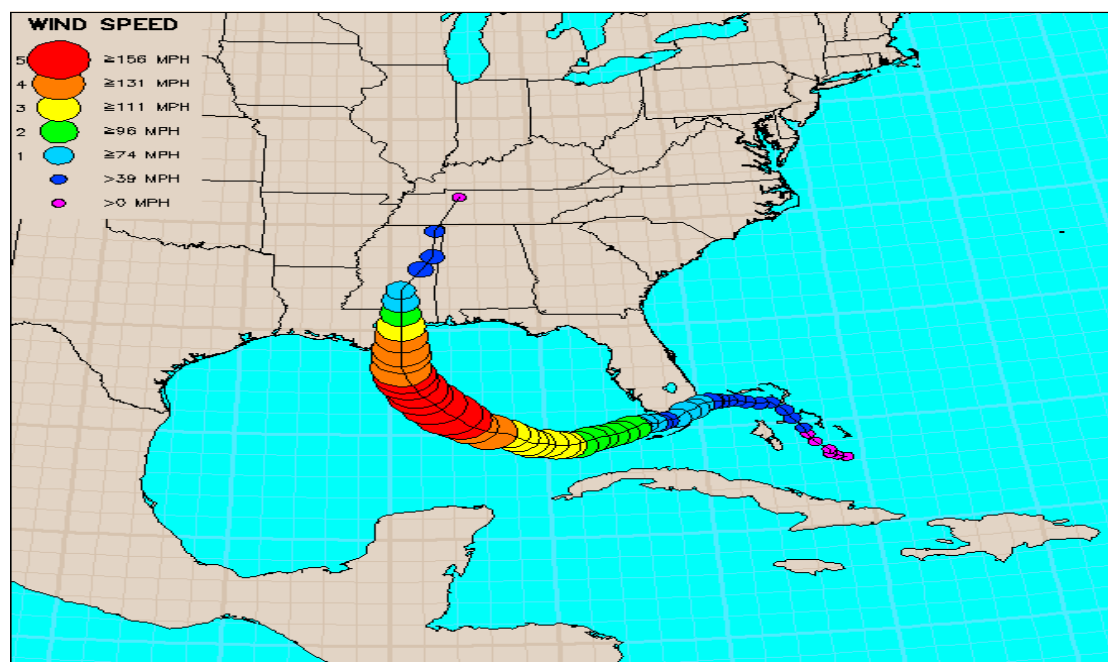 WIND SPEED
5 ≥156 MPH
4 ≥131 MPH
3 ≥111 MPH
2 ≥96 MPH
1 ≥74 MPH
>39 MPH
>0 MPH